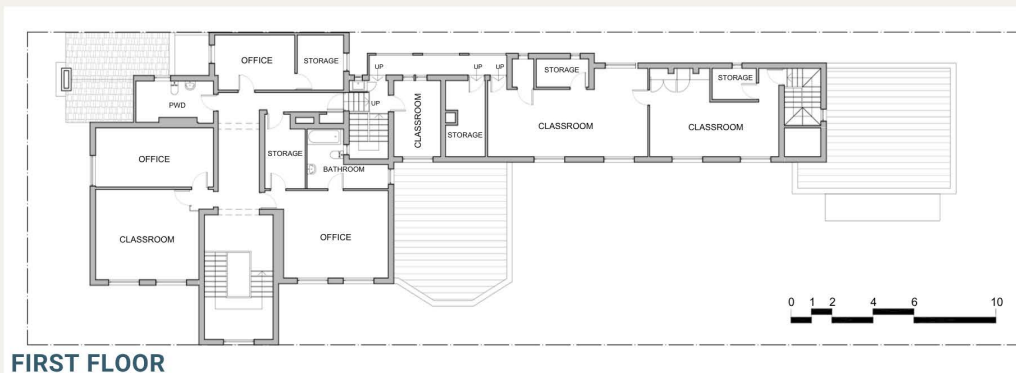 OFFICE
STORAGE
PWD
OFFICE
STORAGE
BATHROOM
CLASSROOM
OFFICE
UP
UP
UP
UP
CLASSROOM
STORAGE
STORAGE
CLASSROOM
STORAGE
CLASSROOM
0 1 2 4 6 10
FIRST FLOOR